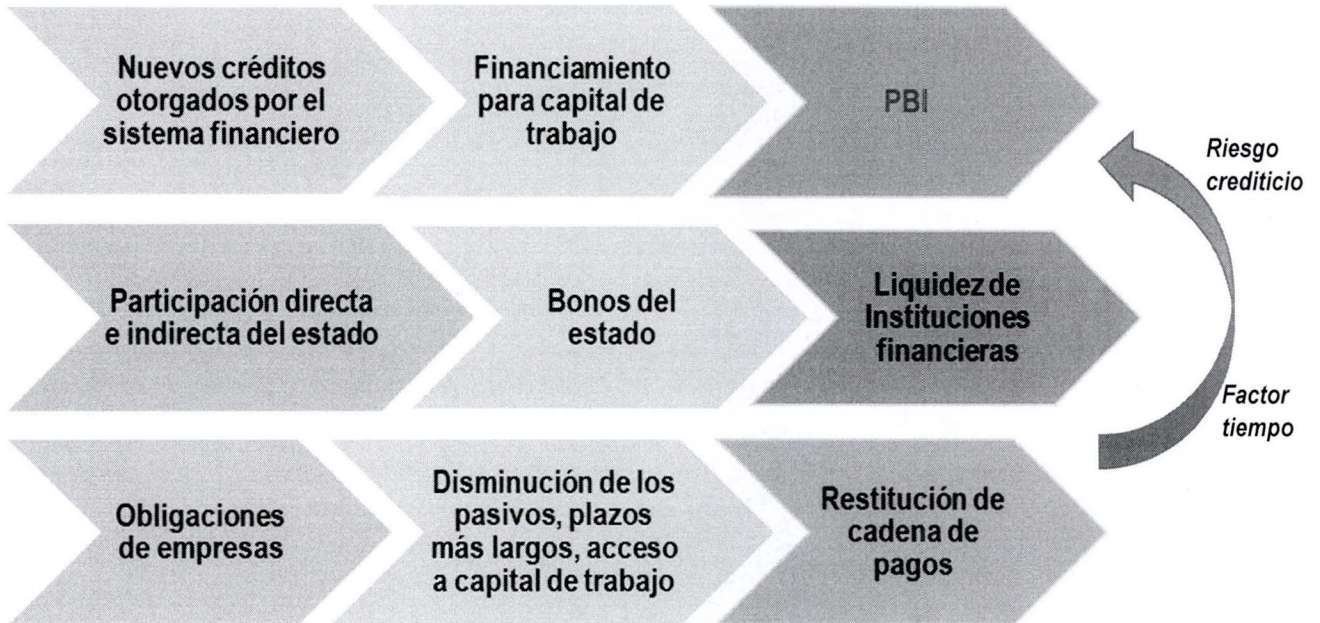 Nuevos créditos
otorgados por el
sistema financiero
Financiamiento
para capital de
trabajo
PBI
Riesgo
crediticio
Participación directa
e indirecta del estado
Bonos del
estado
Liquidez de
Instituciones
financieras
Factor
tiempo
Obligaciones
de empresas
Disminución de los
pasivos, plazos
más largos, acceso
a capital de trabajo
Restitución de
cadena de
pagos